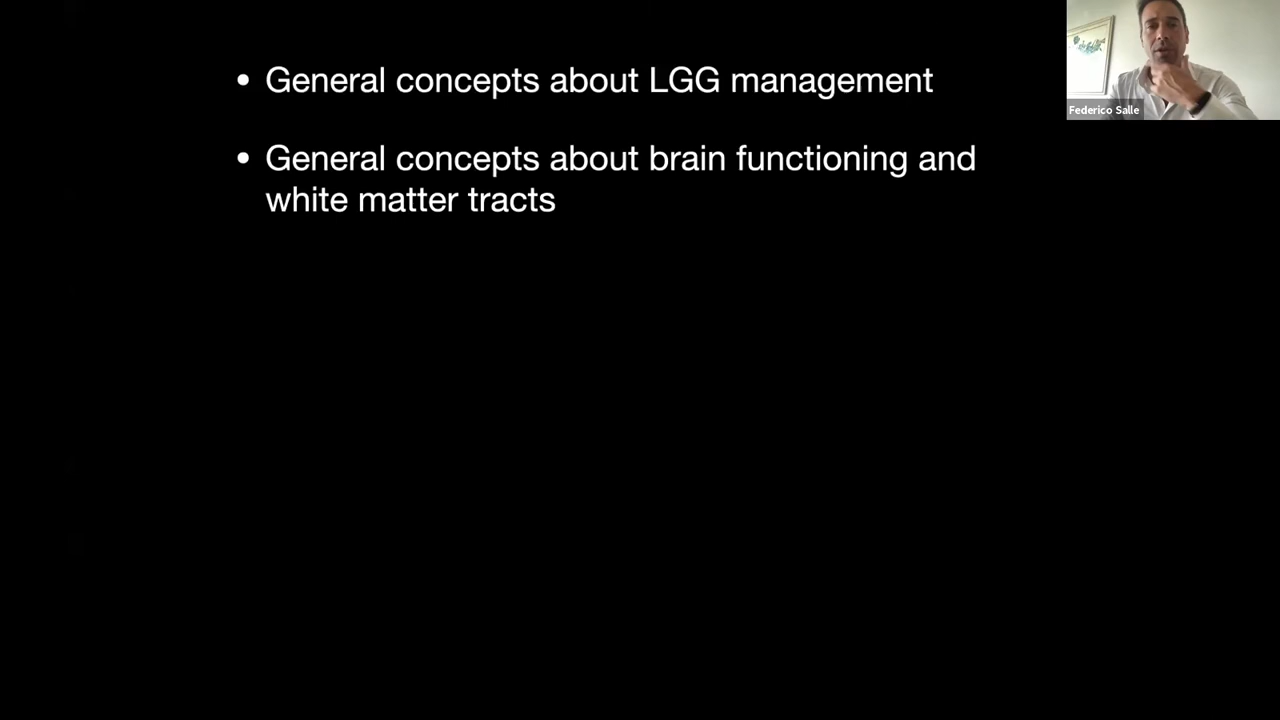 • General concepts about LGG management
• General concepts about brain functioning and
white matter tracts
Federico Salle